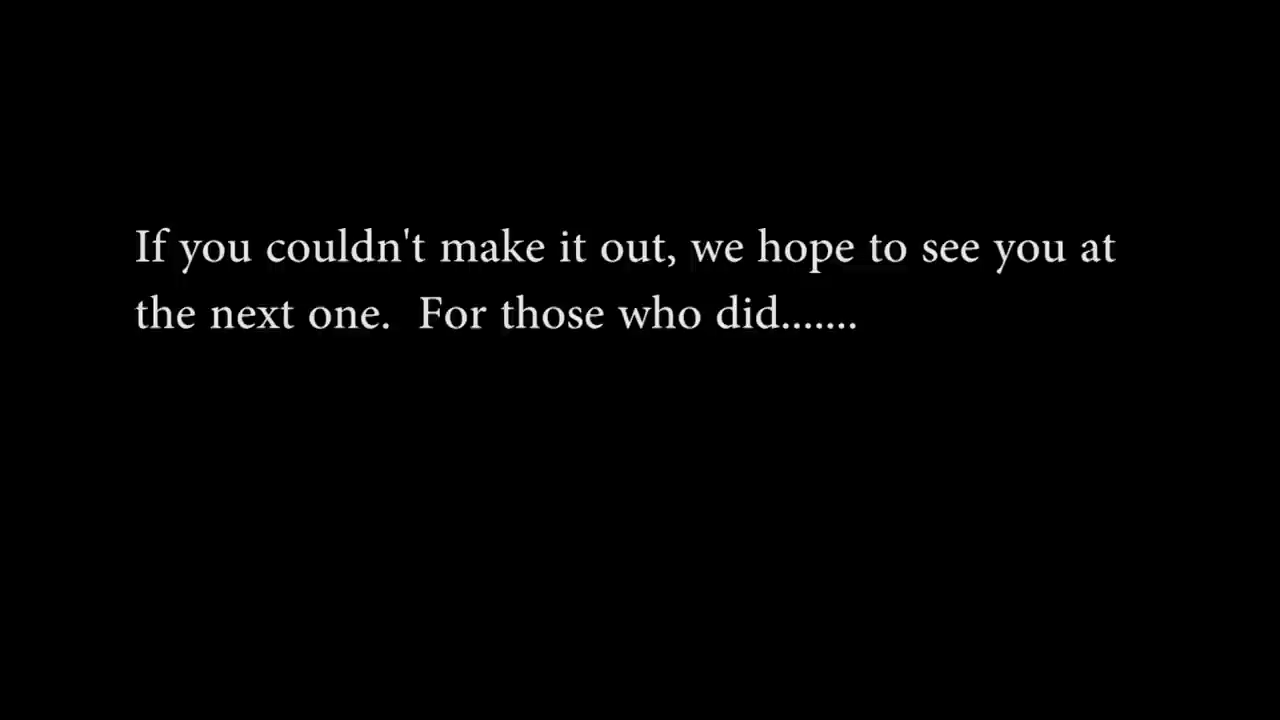 If you couldn't make it out, we hope to see you at
the next one.  For those who did.......